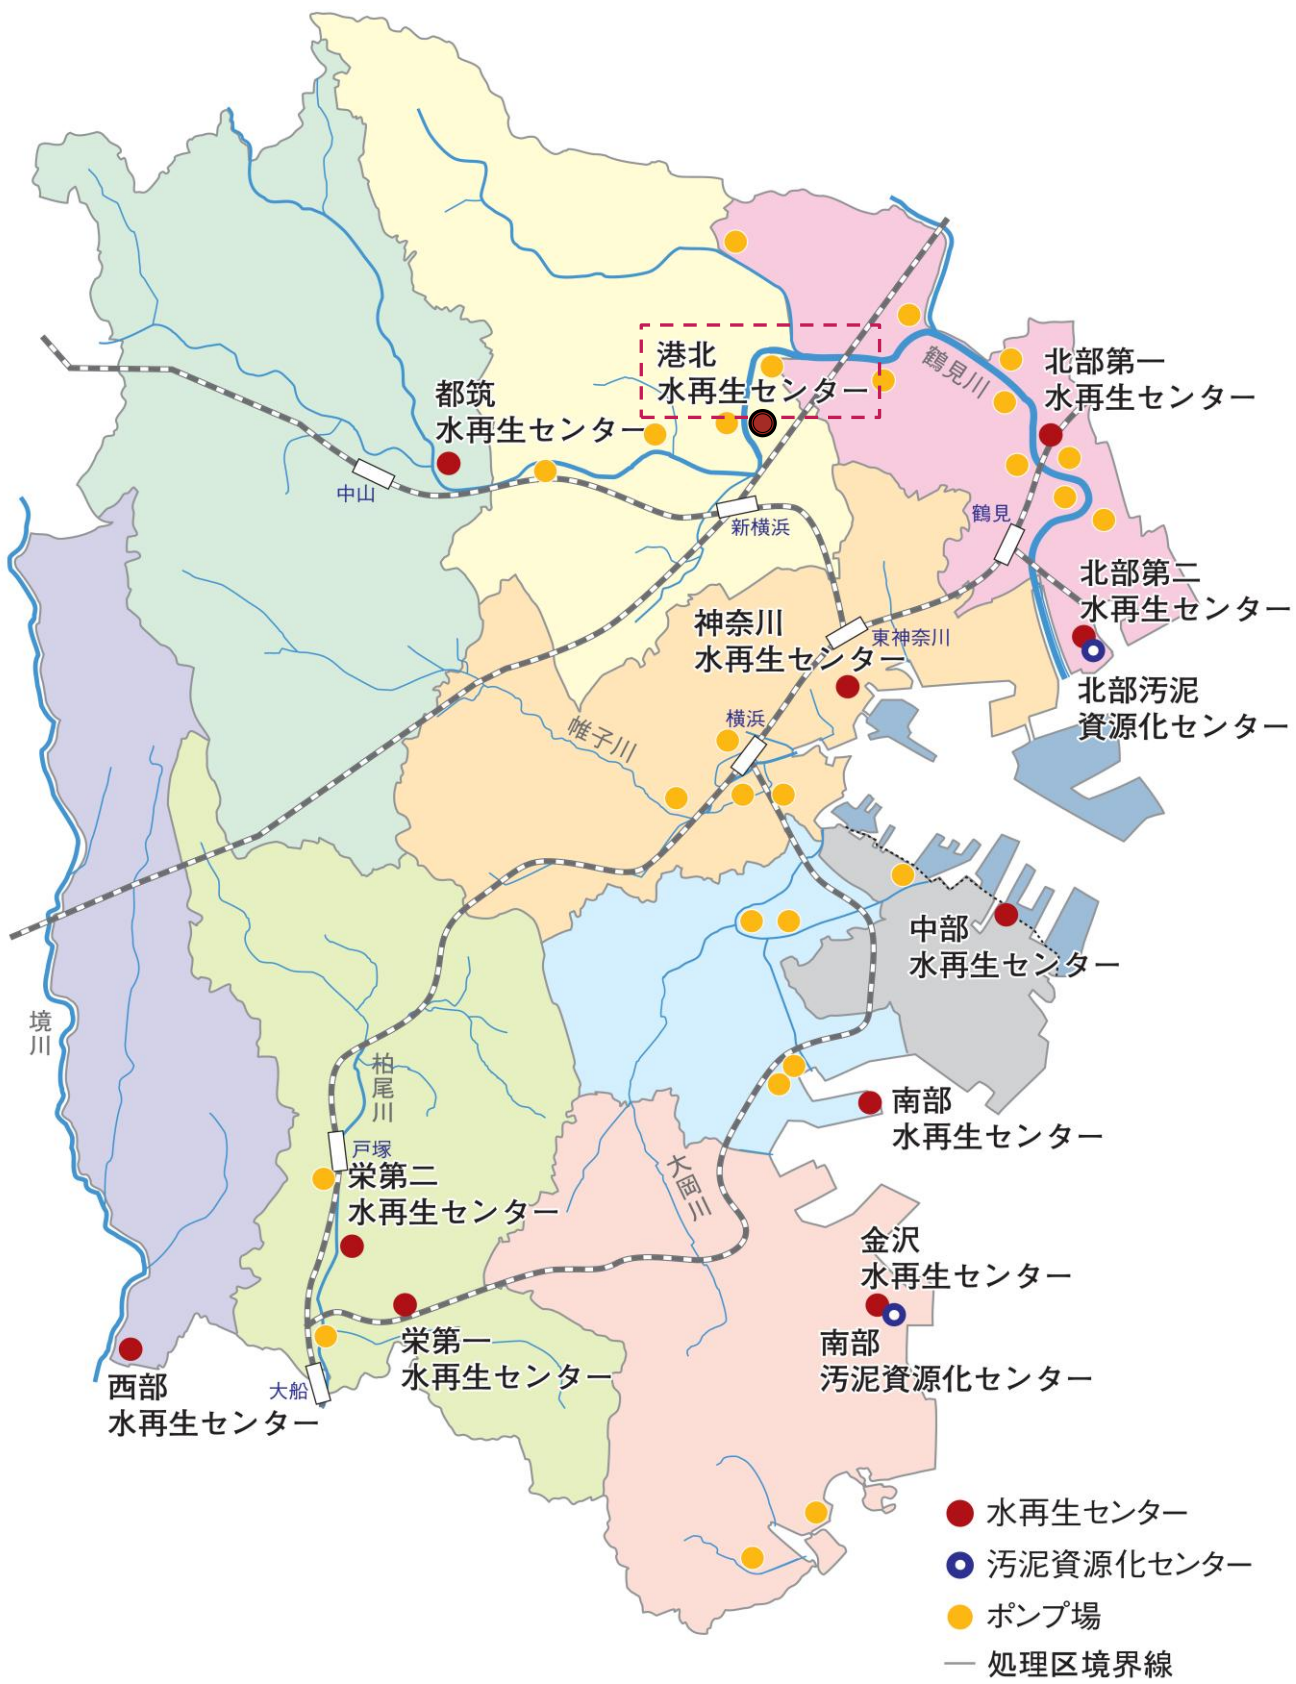 港北
水再生センター
鶴見川
北部第一
水再生センター
都筑
水再生センター
中山
新横浜
鶴見
北部第二
水再生センター
神奈川
水再生センター
東神奈川
北部汚泥
資源化センター
横浜
帷子川
中部
水再生センター
境川
柏尾川
南部
水再生センター
戸塚
栄第二
水再生センター
大岡川
金沢
水再生センター
栄第一
水再生センター
南部
汚泥資源化センター
西部
水再生センター
大船
水再生センター
汚泥資源化センター
ポンプ場
処理区境界線